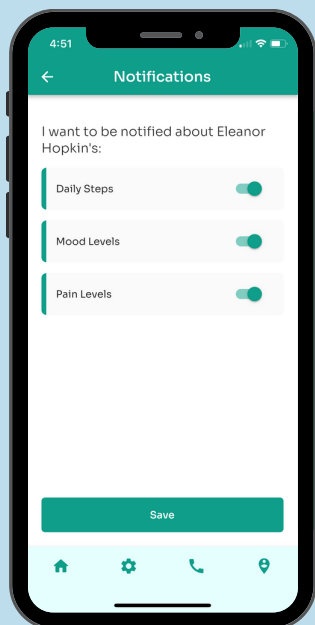 4:51
Notifications
I want to be notified about Eleanor
Hopkin's:
Daily Steps
Mood Levels
Pain Levels
Save